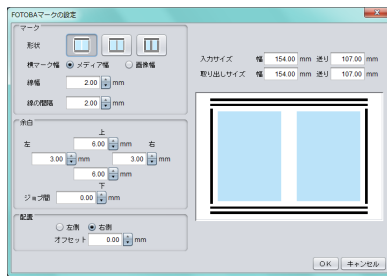 FOTOBAマークの設定
マーク
形状
横マーク幅 メディア幅 画像幅
線幅 2.00 mm
線の間隔 2.00 mm
余白
上
左 6.00 mm 右
3.00 mm 3.00 mm
6.00 mm
下
ジョブ間 0.00 mm
配置
左側 右側
オフセット 0.00 mm
入力サイズ 幅 154.00 mm 送り 107.00 mm
取り出しサイズ 幅 154.00 mm 送り 107.00 mm
OK キャンセル